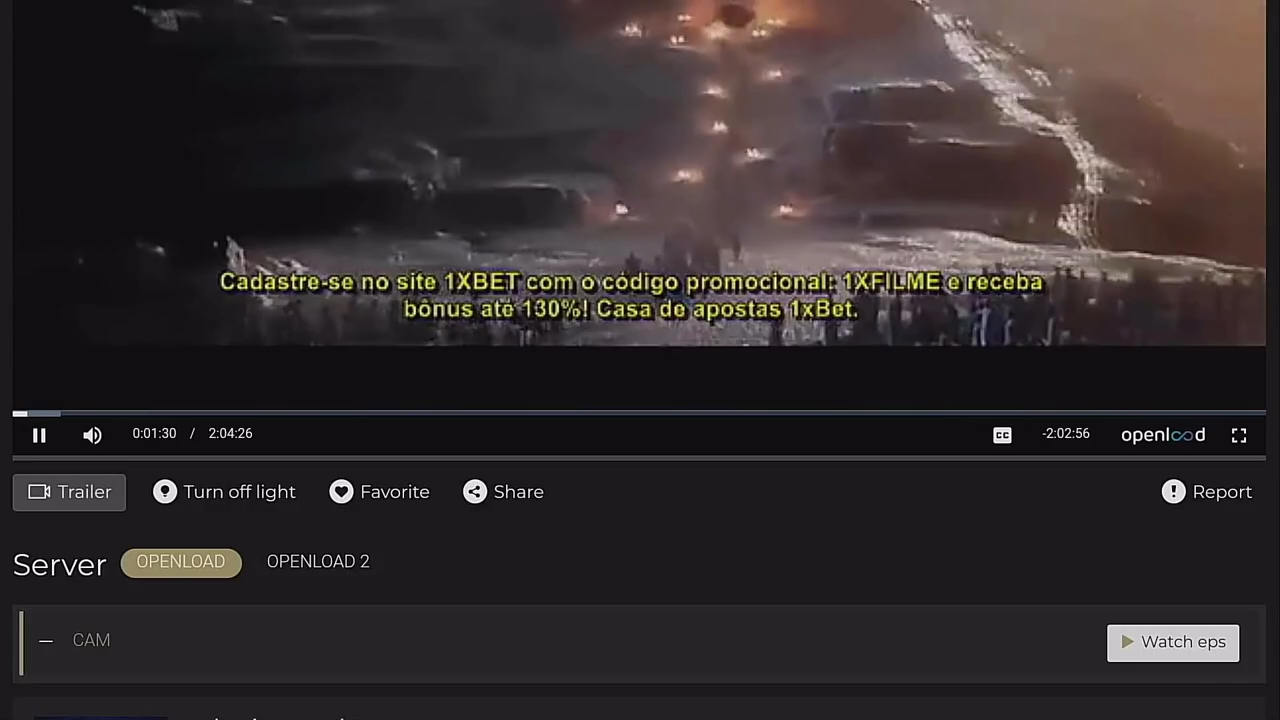 Cadastre-se no site 1XBET com o código promocional: 1XFILME e receba
bônus até 130%! Casa de apostas 1xBet.
0:01:30 / 2:04:26
CC
-2:02:56
openload
Trailer
Turn off light
Favorite
Share
Report
Server
OPENLOAD
OPENLOAD 2
CAM
Watch eps